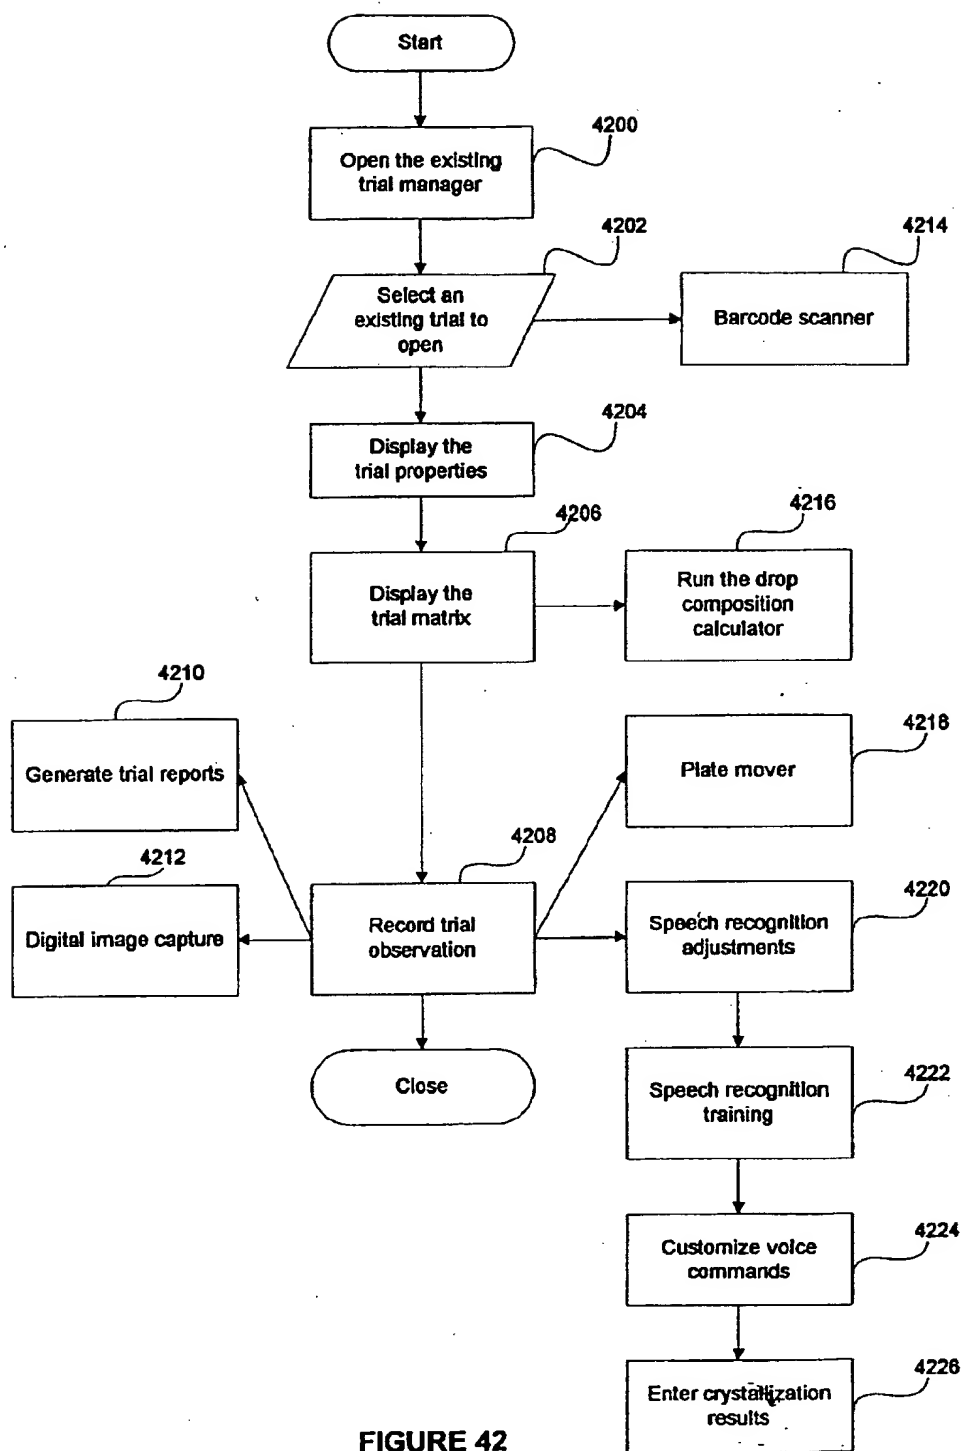 Start
4200
Open the existing
trial manager
4202
4214
Select an
existing trial to
open
Barcode scanner
4204
Display the
trial properties
4206
4216
Display the
trial matrix
Run the drop
composition
calculator
4210
4218
Generate trial reports
Plate mover
4208
4212
4220
Digital image capture
Record trial
observation
Speech recognition
adjustments
Close
4222
Speech recognition
training
4224
Customize voice
commands
4226
Enter crystallization
results
FIGURE 42